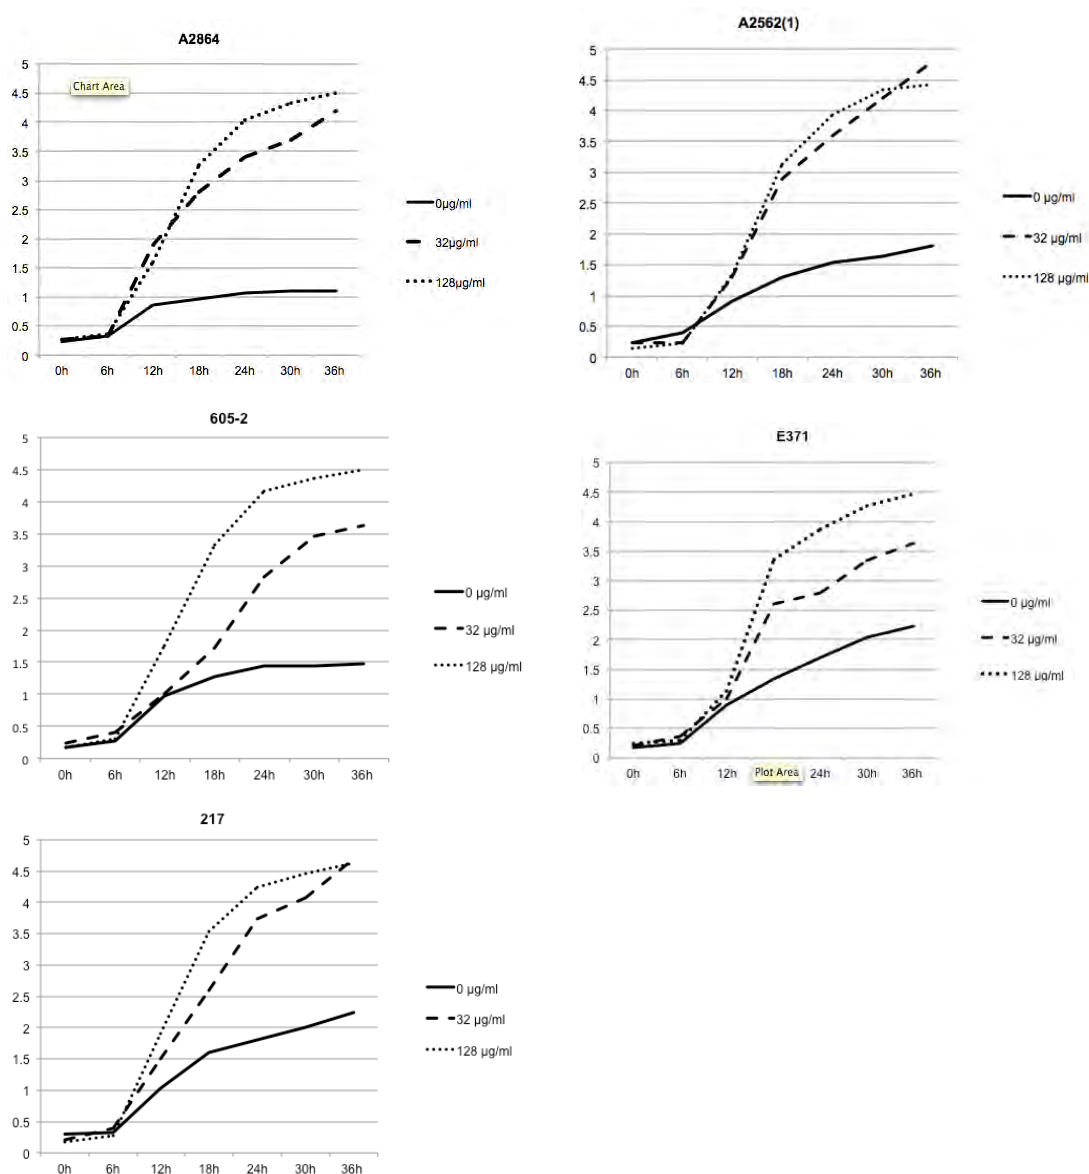 A2864
5
4.5
4
3.5
3
2.5
2
1.5
1
0.5
0
Chart Area
0h 6h 12h 18h 24h 30h 36h
0µg/ml
32µg/ml
128µg/ml
A2562(1)
5
4.5
4
3.5
3
2.5
2
1.5
1
0.5
0
0h 6h 12h 18h 24h 30h 36h
0 µg/ml
32 µg/ml
128 µg/ml
605-2
5
4.5
4
3.5
3
2.5
2
1.5
1
0.5
0
0h 6h 12h 18h 24h 30h 36h
0 µg/ml
32 µg/ml
128 µg/ml
E371
5
4.5
4
3.5
3
2.5
2
1.5
1
0.5
0
0h 6h 12h Plot Area 24h 30h 36h
0 µg/ml
32 µg/ml
128 µg/ml
217
5
4.5
4
3.5
3
2.5
2
1.5
1
0.5
0
0h 6h 12h 18h 24h 30h 36h
0 µg/ml
32 µg/ml
128 µg/ml